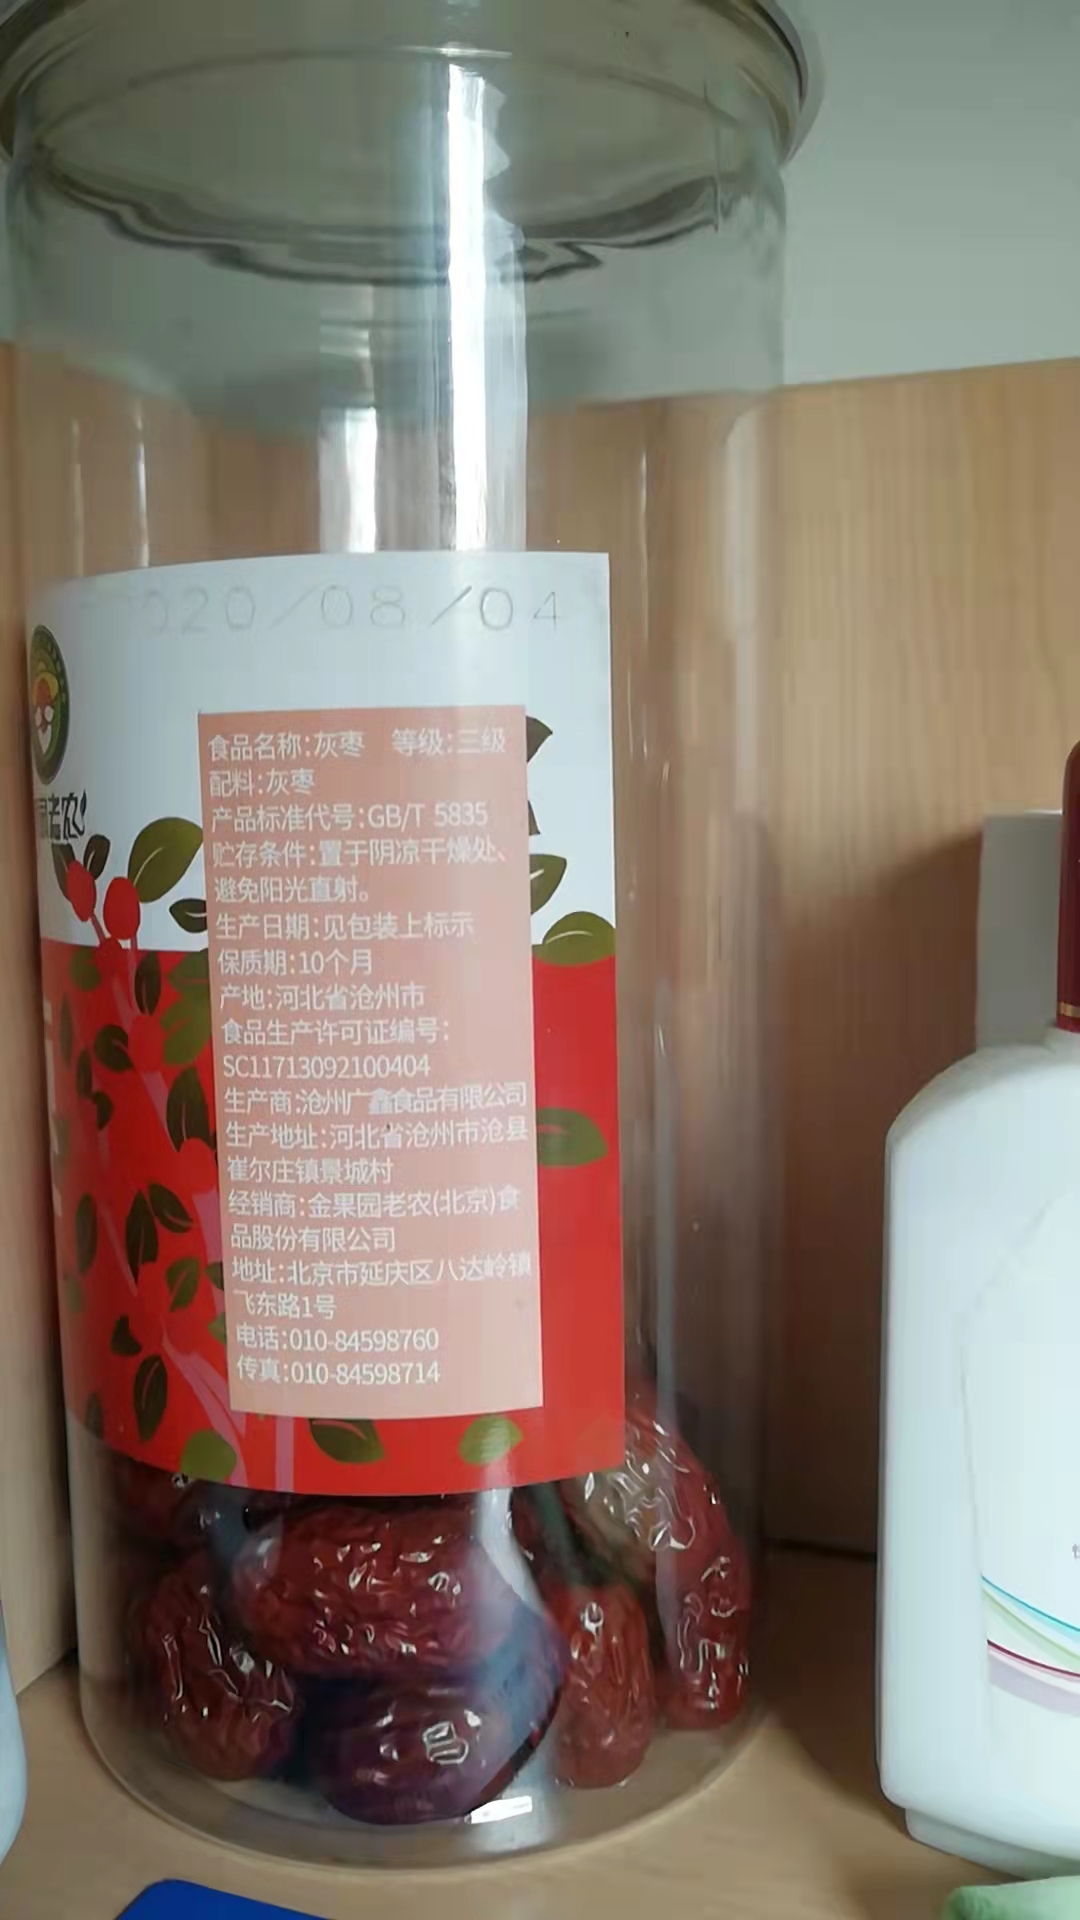 020/08/04
老农
食品名称:灰枣 等级:三级
配料:灰枣
产品标准代号:GB/T 5835
贮存条件:置于阴凉干燥处、
避免阳光直射。
生产日期:见包装上标示
保质期:10个月
产地:河北省沧州市
食品生产许可证编号:
SC11713092100404
生产商:沧州广鑫食品有限公司
生产地址:河北省沧州市沧县
崔尔庄镇景城村
经销商:金果园老农(北京)食
品股份有限公司
地址:北京市延庆区八达岭镇
飞东路1号
电话:010-84598760
传真:010-84598714